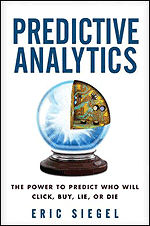 PREDICTIVE
ANALYTICS
THE POWER TO PREDICT WHO WILL
CLICK, BUY, LIE, OR DIE
ERIC SIEGEL